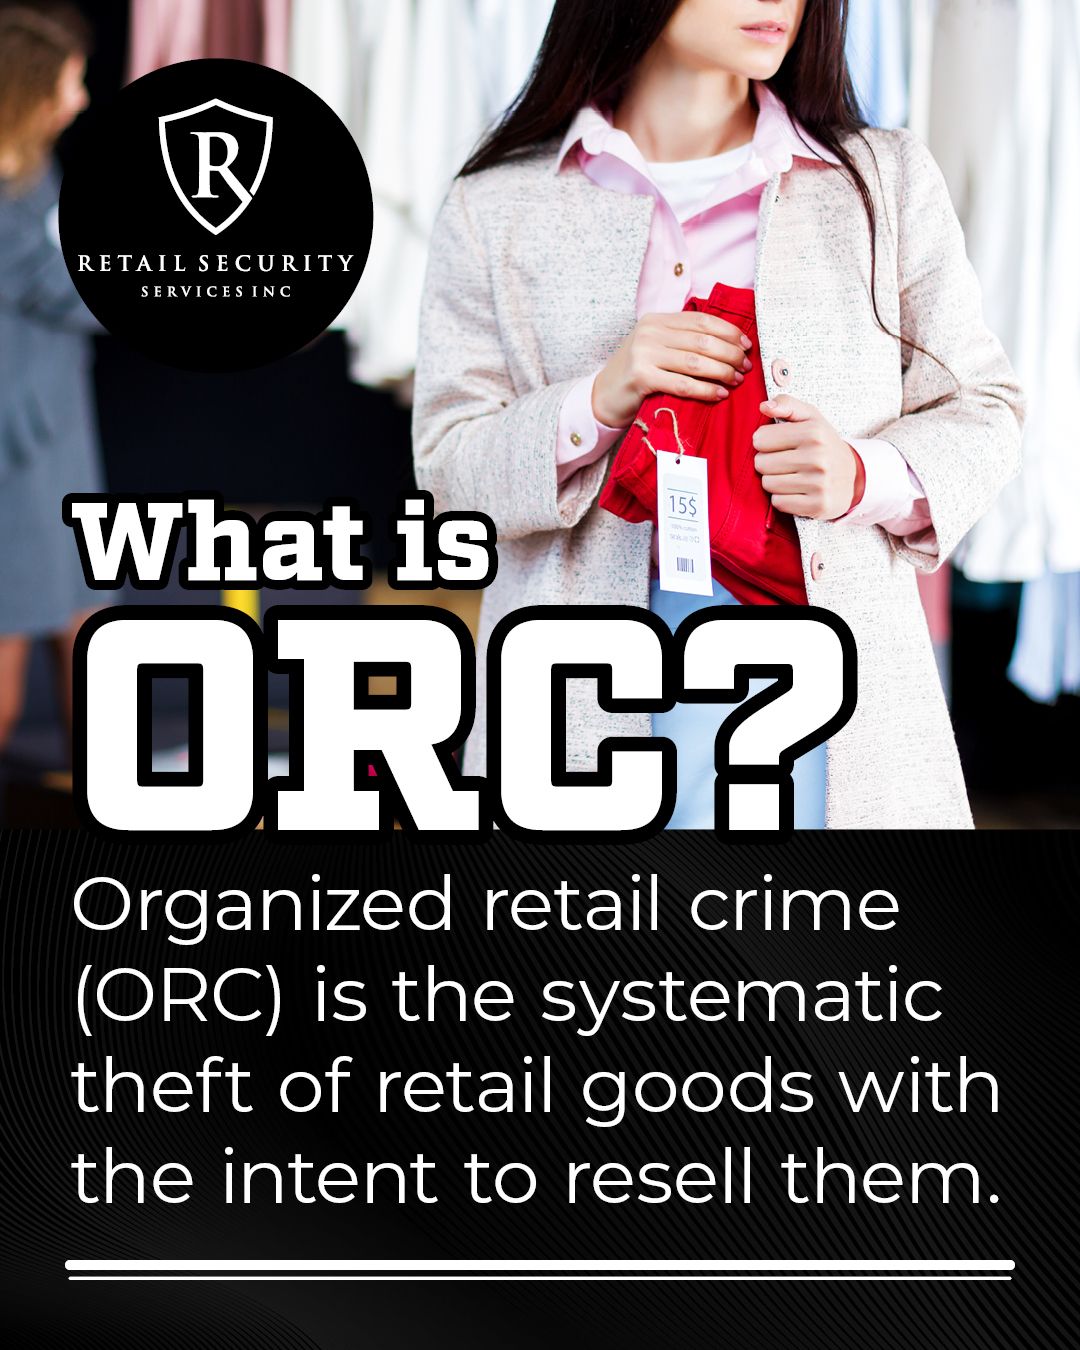 R
RETAIL SECURITY
SERVICES INC
15$
What is
ORC?
Organized retail crime
(ORC) is the systematic
theft of retail goods with
the intent to resell them.